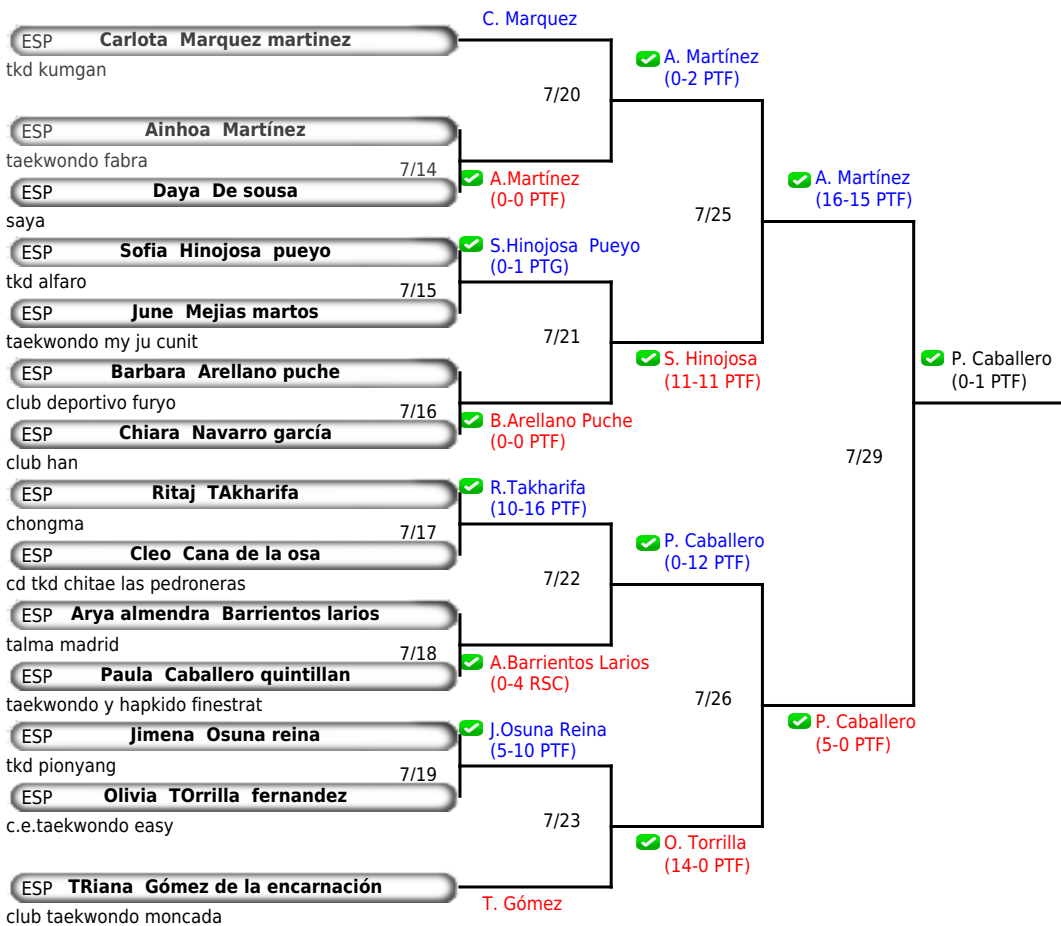 C. Marquez
ESP Carlota Marquez martinez
tkd kumgan
A. Martínez
(0-2 PTF)
7/20
ESP Ainhoa Martínez
taekwondo fabra
7/14
ESP Daya De sousa
saya
A.Martínez
(0-0 PTF)
A. Martínez
(16-15 PTF)
7/25
ESP Sofia Hinojosa pueyo
tkd alfaro
S.Hinojosa Pueyo
(0-1 PTG)
7/15
ESP June Mejias martos
taekwondo my ju cunit
7/21
S. Hinojosa
(11-11 PTF)
ESP Barbara Arellano puche
club deportivo furyo
7/16
ESP Chiara Navarro garcía
club han
B.Arellano Puche
(0-0 PTF)
P. Caballero
(0-1 PTF)
7/29
ESP Ritaj TAkharifa
chongma
R.Takharifa
(10-16 PTF)
7/17
ESP Cleo Cana de la osa
cd tkd chitae las pedroneras
P. Caballero
(0-12 PTF)
7/22
ESP Arya almendra Barrientos larios
talma madrid
7/18
ESP Paula Caballero quintillan
taekwondo y hapkido finestrat
A.Barrientos Larios
(0-4 RSC)
7/26
P. Caballero
(5-0 PTF)
ESP Jimena Osuna reina
tkd pionyang
J.Osuna Reina
(5-10 PTF)
7/19
ESP Olivia TOrrilla fernandez
c.e.taekwondo easy
7/23
O. Torrilla
(14-0 PTF)
ESP TRiana Gómez de la encarnación
club taekwondo moncada
T. Gómez